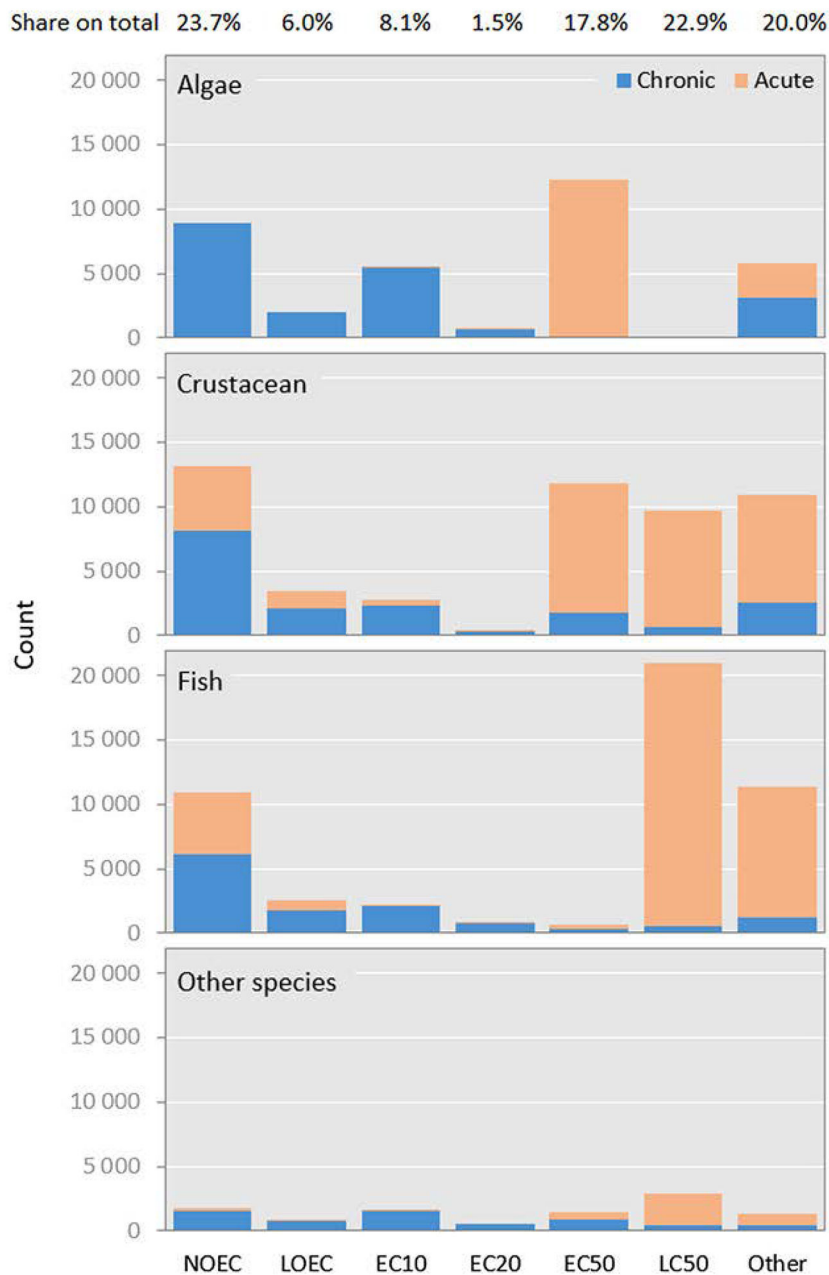 Share on total 23.7% 6.0% 8.1% 1.5% 17.8% 22.9% 20.0%
20 000 Algae Chronic Acute
15 000
10 000
5 000
0
20 000 Crustacean
15 000
10 000
5 000
0
Count
20 000 Fish
15 000
10 000
5 000
0
20 000 Other species
15 000
10 000
5 000
0
NOEC LOEC EC10 EC20 EC50 LC50 Other